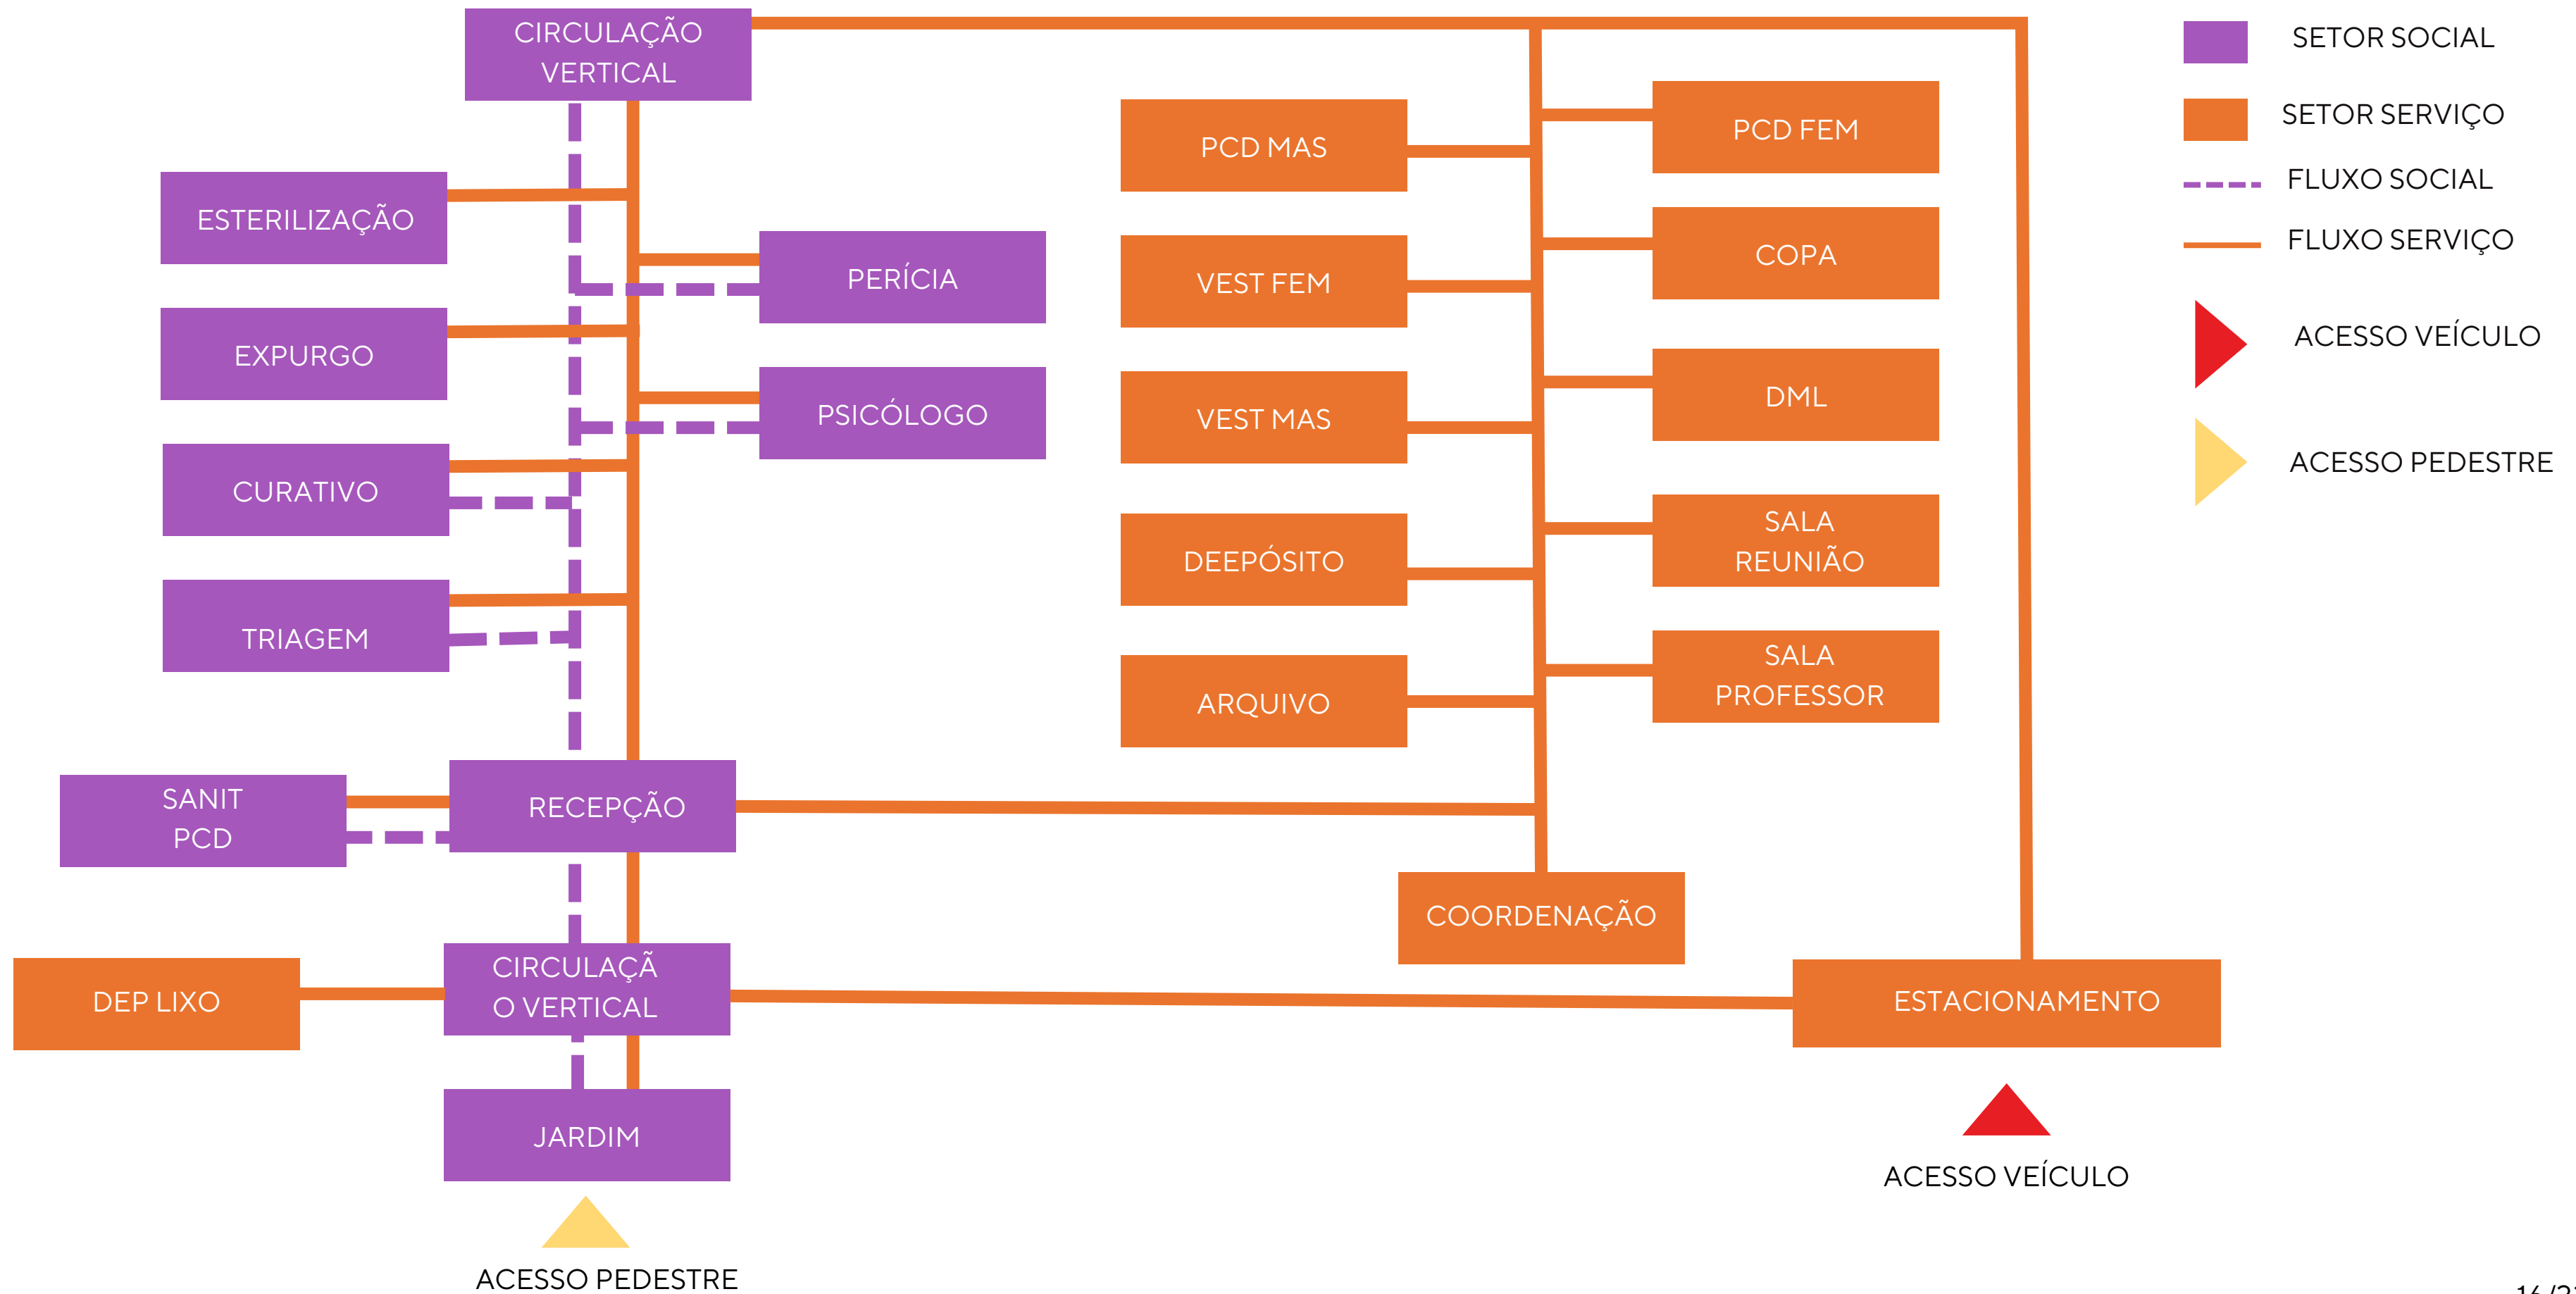 CIRCULAÇÃO
VERTICAL
ESTERILIZAÇÃO
EXPURGO
CURATIVO
TRIAGEM
PERÍCIA
PSICÓLOGO
SANIT
PCD
RECEPÇÃO
DEP LIXO
CIRCULAÇÃ
O VERTICAL
JARDIM
ACESSO PEDESTRE
PCD MAS
VEST FEM
VEST MAS
DEEPÓSITO
ARQUIVO
PCD FEM
COPA
DML
SALA
REUNIÃO
SALA
PROFESSOR
COORDENAÇÃO
ESTACIONAMENTO
ACESSO VEÍCULO
SETOR SOCIAL
SETOR SERVIÇO
FLUXO SOCIAL
FLUXO SERVIÇO
ACESSO VEÍCULO
ACESSO PEDESTRE